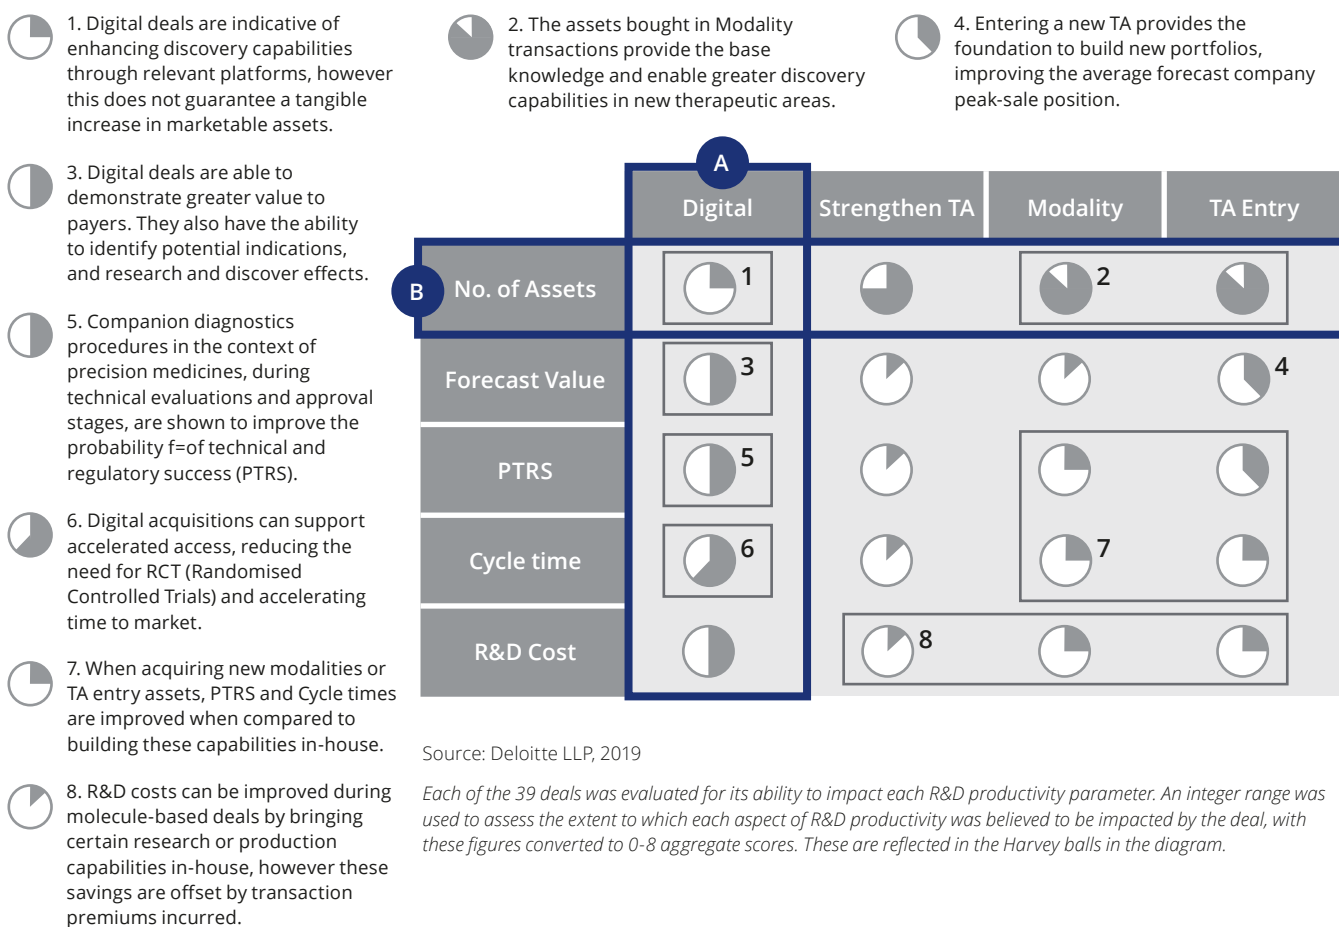 1. Digital deals are indicative of
enhancing discovery capabilities
through relevant platforms, however
this does not guarantee a tangible
increase in marketable assets.
2. The assets bought in Modality
transactions provide the base
knowledge and enable greater discovery
capabilities in new therapeutic areas.
4. Entering a new TA provides the
foundation to build new portfolios,
improving the average forecast company
peak-sale position.
3. Digital deals are able to
demonstrate greater value to
payers. They also have the ability
to identify potential indications,
and research and discover effects.
5. Companion diagnostics
procedures in the context of
precision medicines, during
technical evaluations and approval
stages, are shown to improve the
probability f=of technical and
regulatory success (PTRS).
6. Digital acquisitions can support
accelerated access, reducing the
need for RCT (Randomised
Controlled Trials) and accelerating
time to market.
7. When acquiring new modalities or
TA entry assets, PTRS and Cycle times
are improved when compared to
building these capabilities in-house.
8. R&D costs can be improved during
molecule-based deals by bringing
certain research or production
capabilities in-house, however these
savings are offset by transaction
premiums incurred.
A
Digital Strengthen TA Modality TA Entry
B No. of Assets 1 2
Forecast Value 3 4
PTRS 5
Cycle time 6 7
R&D Cost 8
Source: Deloitte LLP, 2019
Each of the 39 deals was evaluated for its ability to impact each R&D productivity parameter. An integer range was
used to assess the extent to which each aspect of R&D productivity was believed to be impacted by the deal, with
these figures converted to 0-8 aggregate scores. These are reflected in the Harvey balls in the diagram.